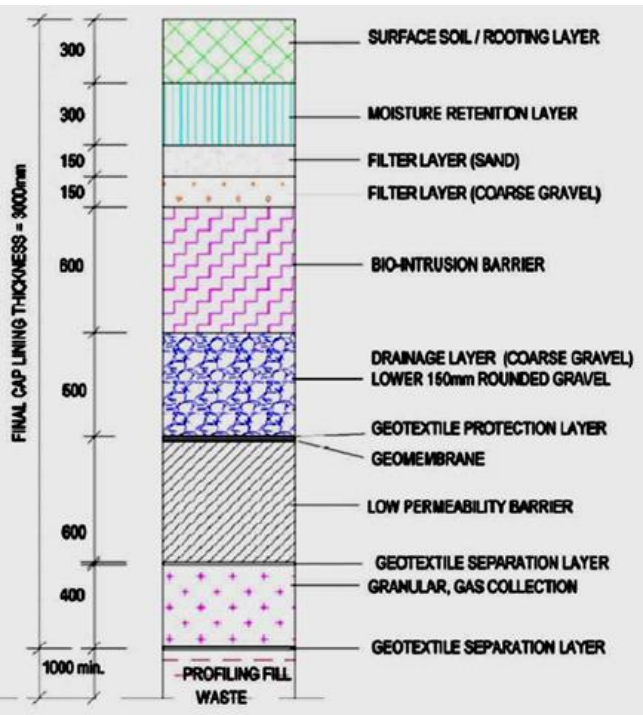 FINAL CAP LINING THICKNESS = 3000mm
300
SURFACE SOIL / ROOTING LAYER
300
MOISTURE RETENTION LAYER
150
FILTER LAYER (SAND)
150
FILTER LAYER (COARSE GRAVEL)
600
BIO-INTRUSION BARRIER
500
DRAINAGE LAYER (COARSE GRAVEL)
LOWER 150mm ROUNDED GRAVEL
GEOTEXTILE PROTECTION LAYER
GEOMEMBRANE
600
LOW PERMEABILITY BARRIER
GEOTEXTILE SEPARATION LAYER
400
GRANULAR, GAS COLLECTION
GEOTEXTILE SEPARATION LAYER
1000 min.
PROFILING FILL
WASTE